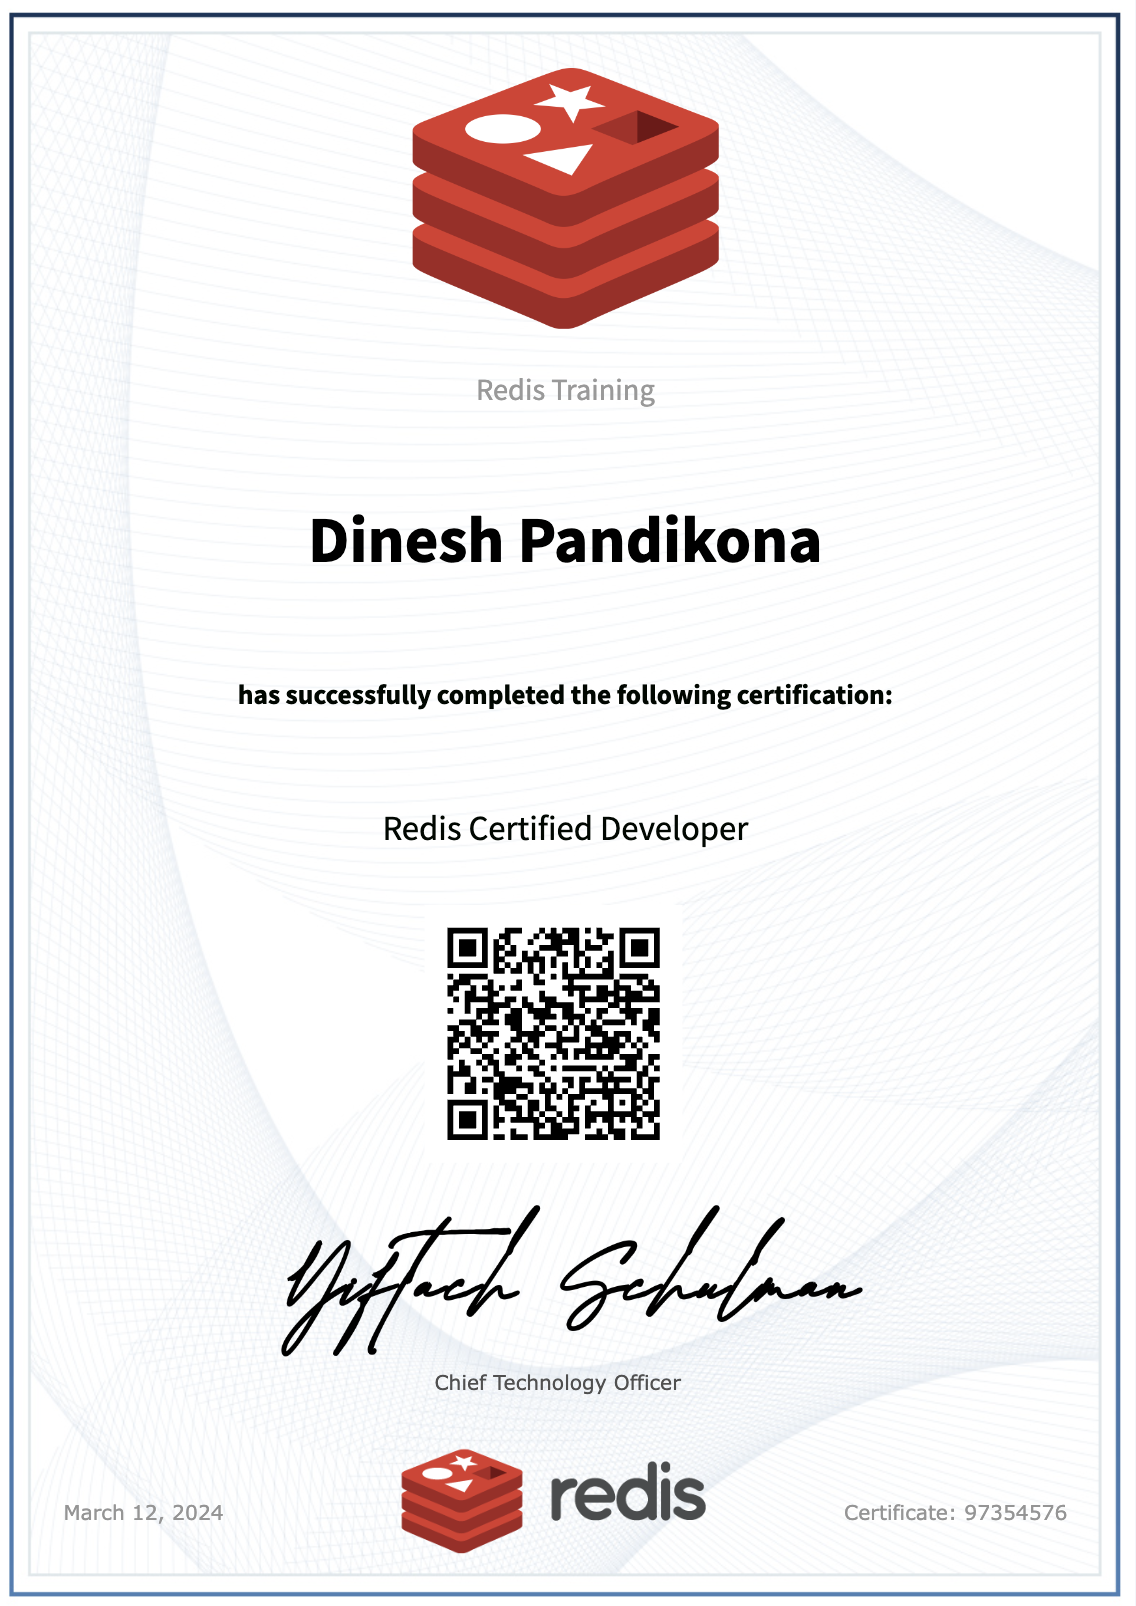 Redis Training
Dinesh Pandikona
has successfully completed the following certification:
Redis Certified Developer
Yiftach Schulman
Chief Technology Officer
redis
March 12, 2024
Certificate: 97354576